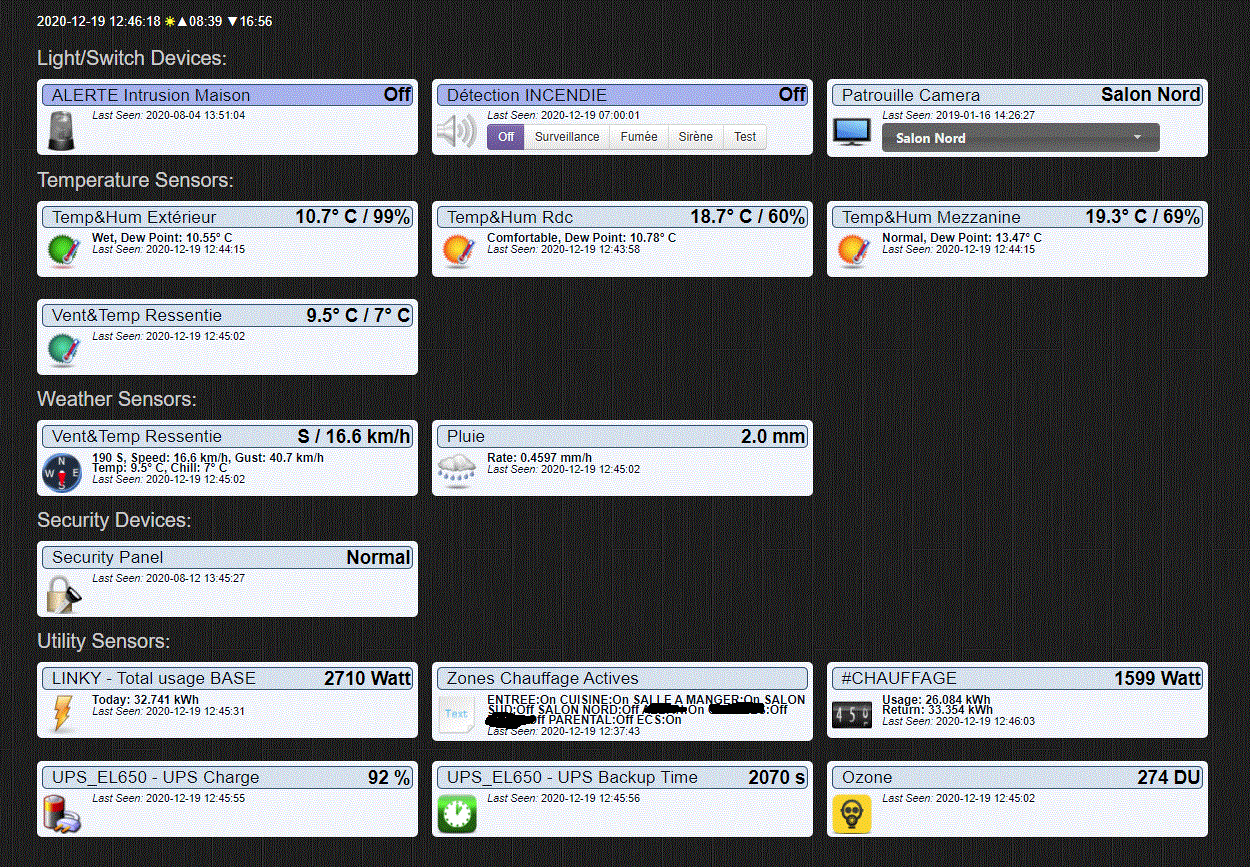 2020-12-19 12:46:18 ☀▲08:39 ▼16:56
Light/Switch Devices:
ALERTE Intrusion Maison Off
Last Seen: 2020-08-04 13:51:04
Détection INCENDIE Off
Last Seen: 2020-12-19 07:00:01
Off Surveillance Fumée Sirène Test
Patrouille Camera Salon Nord
Last Seen: 2019-01-16 14:26:27
Salon Nord
Temperature Sensors:
Temp&Hum Extérieur 10.7° C / 99%
Wet, Dew Point: 10.55° C
Last Seen: 2020-12-19 12:44:15
Temp&Hum Rdc 18.7° C / 60%
Comfortable, Dew Point: 10.78° C
Last Seen: 2020-12-19 12:43:58
Temp&Hum Mezzanine 19.3° C / 69%
Normal, Dew Point: 13.47° C
Last Seen: 2020-12-19 12:44:15
Vent&Temp Ressentie 9.5° C / 7° C
Last Seen: 2020-12-19 12:45:02
Weather Sensors:
Vent&Temp Ressentie S / 16.6 km/h
N
W E
S
190 S, Speed: 16.6 km/h, Gust: 40.7 km/h
Temp: 9.5° C, Chill: 7° C
Last Seen: 2020-12-19 12:45:02
Pluie 2.0 mm
Rate: 0.4597 mm/h
Last Seen: 2020-12-19 12:45:02
Security Devices:
Security Panel Normal
Last Seen: 2020-08-12 13:45:27
Utility Sensors:
LINKY - Total usage BASE 2710 Watt
Today: 32.741 kWh
Last Seen: 2020-12-19 12:45:31
Zones Chauffage Actives
Text
ENTREE:On CUISINE:On SALLE A MANGER:On SALON
SUD:Off SALON NORD:Off On :Off
Off PARENTAL:Off ECS:On
Last Seen: 2020-12-19 12:37:43
#CHAUFFAGE 1599 Watt
Usage: 26.084 kWh
Return: 33.354 kWh
Last Seen: 2020-12-19 12:46:03
UPS_EL650 - UPS Charge 92 %
Last Seen: 2020-12-19 12:45:55
UPS_EL650 - UPS Backup Time 2070 s
Last Seen: 2020-12-19 12:45:56
Ozone 274 DU
Last Seen: 2020-12-19 12:45:02